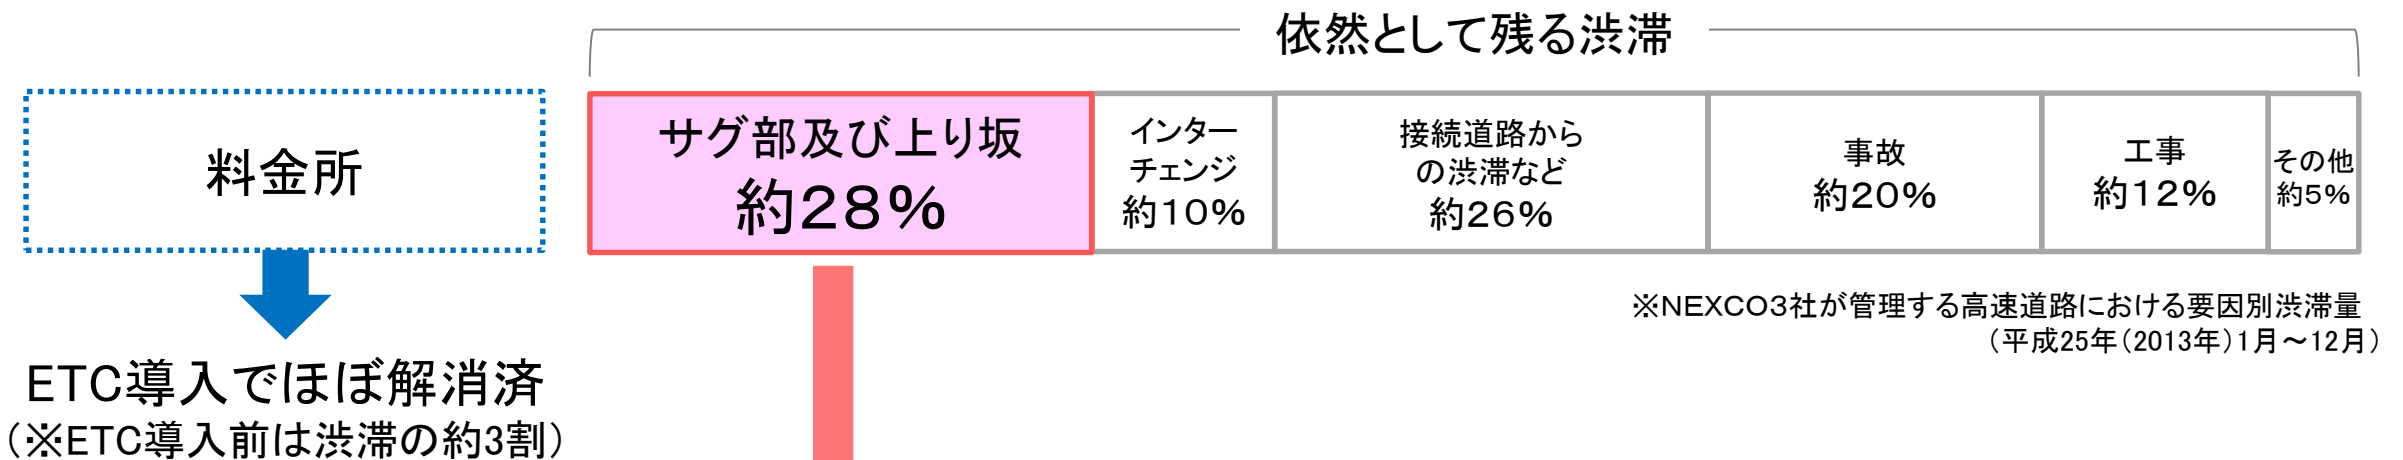 依然として残る渋滞
料金所
サグ部及び上り坂
約28%
インター
チェンジ
約10%
接続道路から
の渋滞など
約26%
事故
約20%
工事
約12%
その他
約5%
※NEXCO3社が管理する高速道路における要因別渋滞量
（平成25年（2013年）1月～12月）
ETC導入でほぼ解消済
（※ETC導入前は渋滞の約3割）